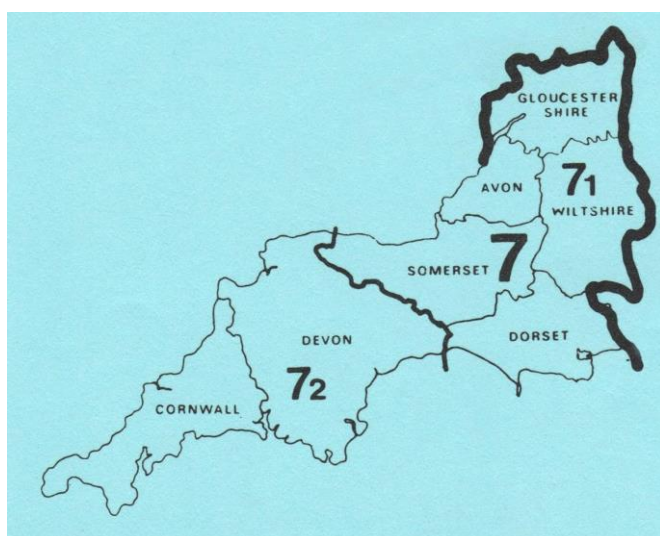 GLOUCESTER
SHIRE
AVON
71
WILTSHIRE
SOMERSET
7
DORSET
DEVON
72
CORNWALL